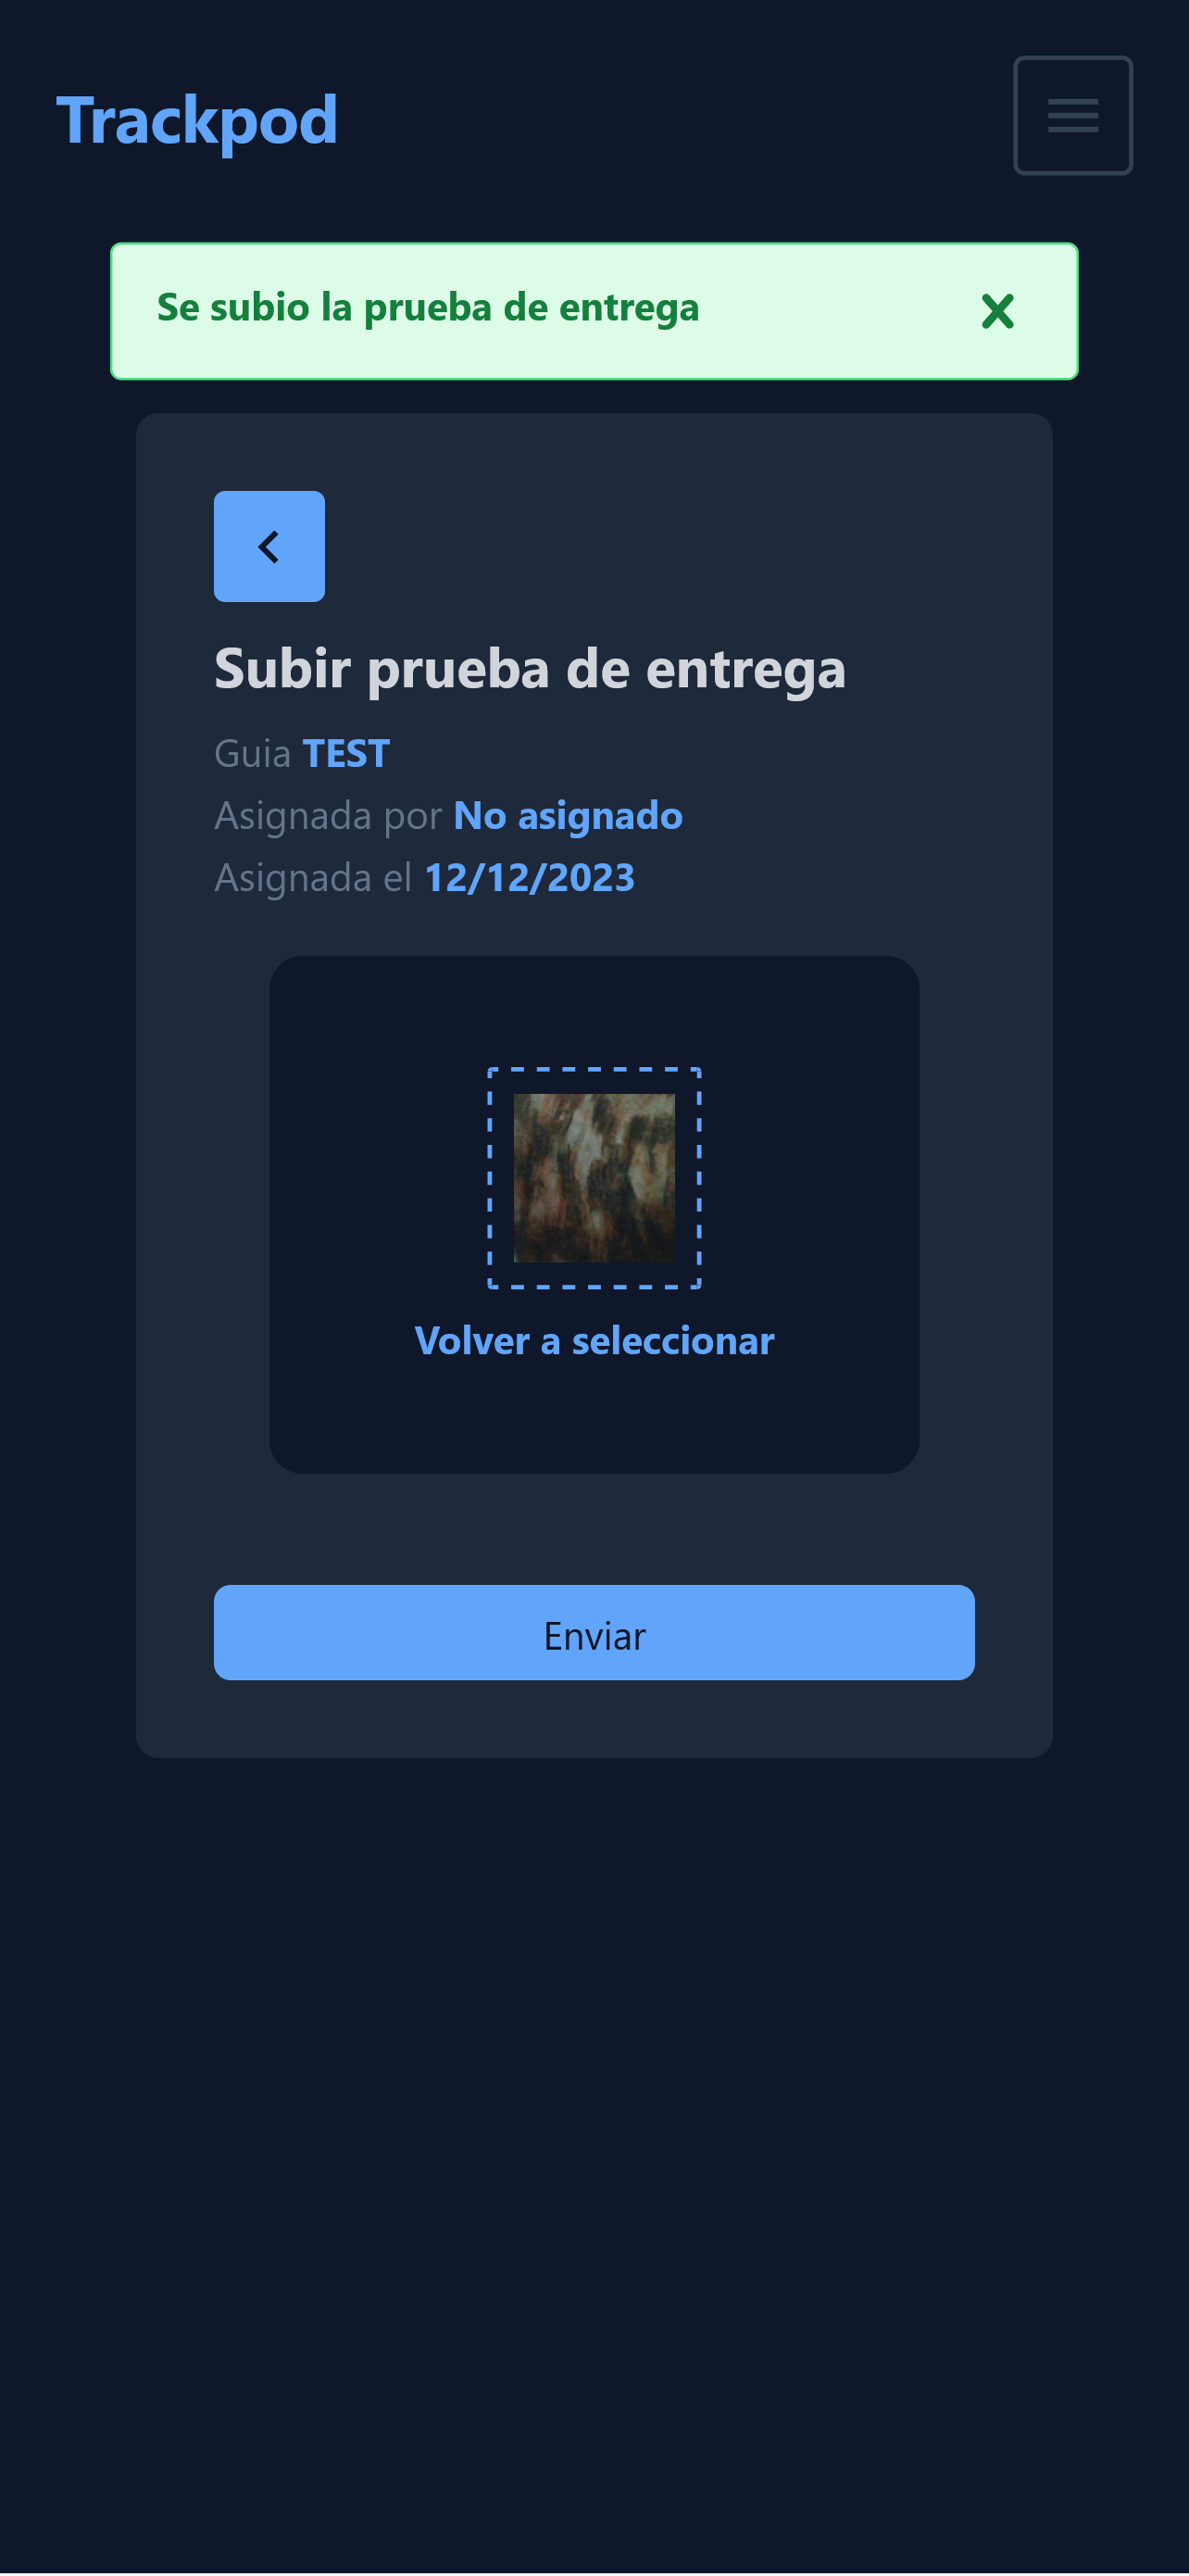 Trackpod
Se subio la prueba de entrega
Subir prueba de entrega
Guia TEST
Asignada por No asignado
Asignada el 12/12/2023
Volver a seleccionar
Enviar